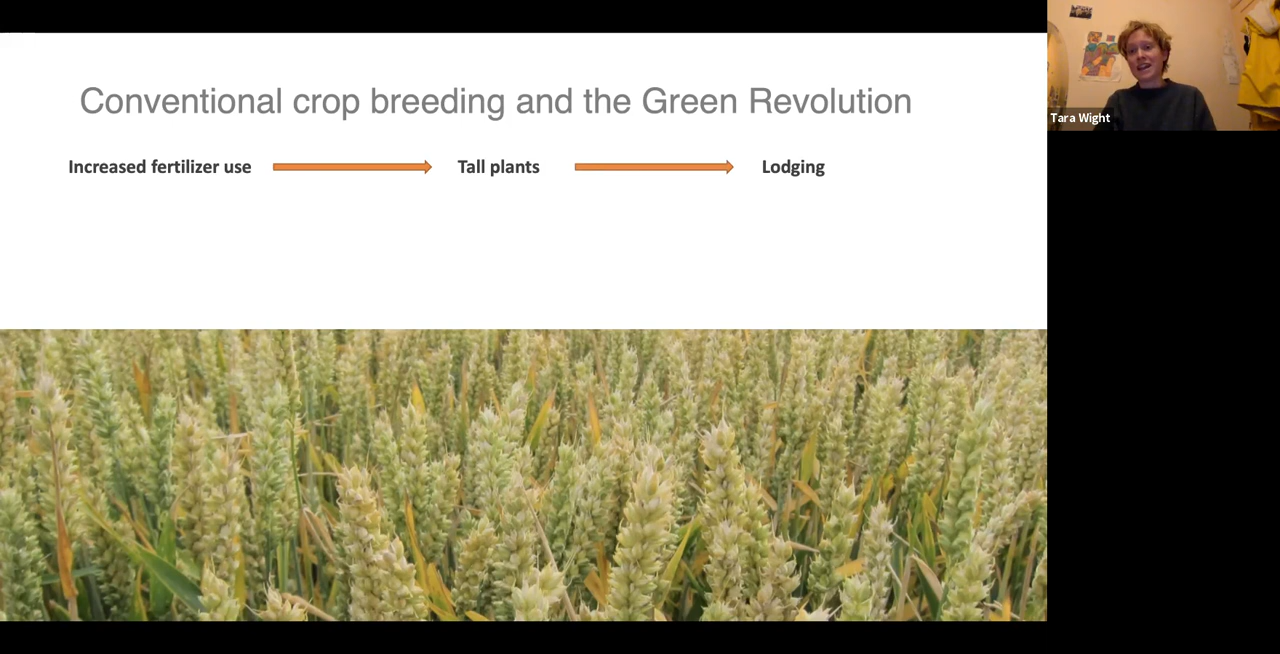 Conventional crop breeding and the Green Revolution
Increased fertilizer use Tall plants Lodging
Tara Wight